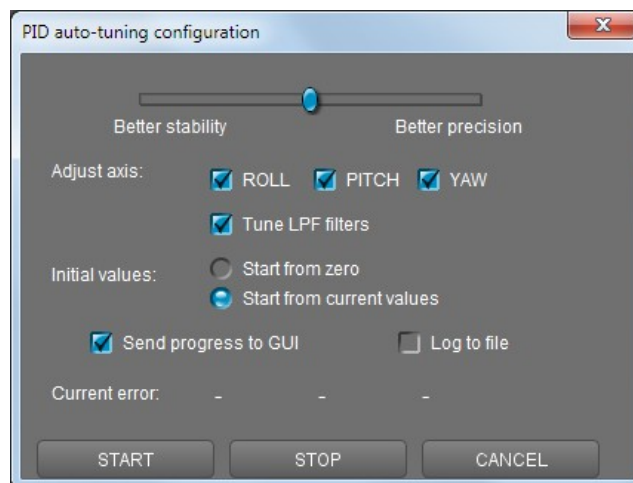 PID auto-tuning configuration
Better stability Better precision
Adjust axis: ROLL PITCH YAW
Tune LPF filters
Initial values: Start from zero
Start from current values
Send progress to GUI Log to file
Current error: - - -
START STOP CANCEL